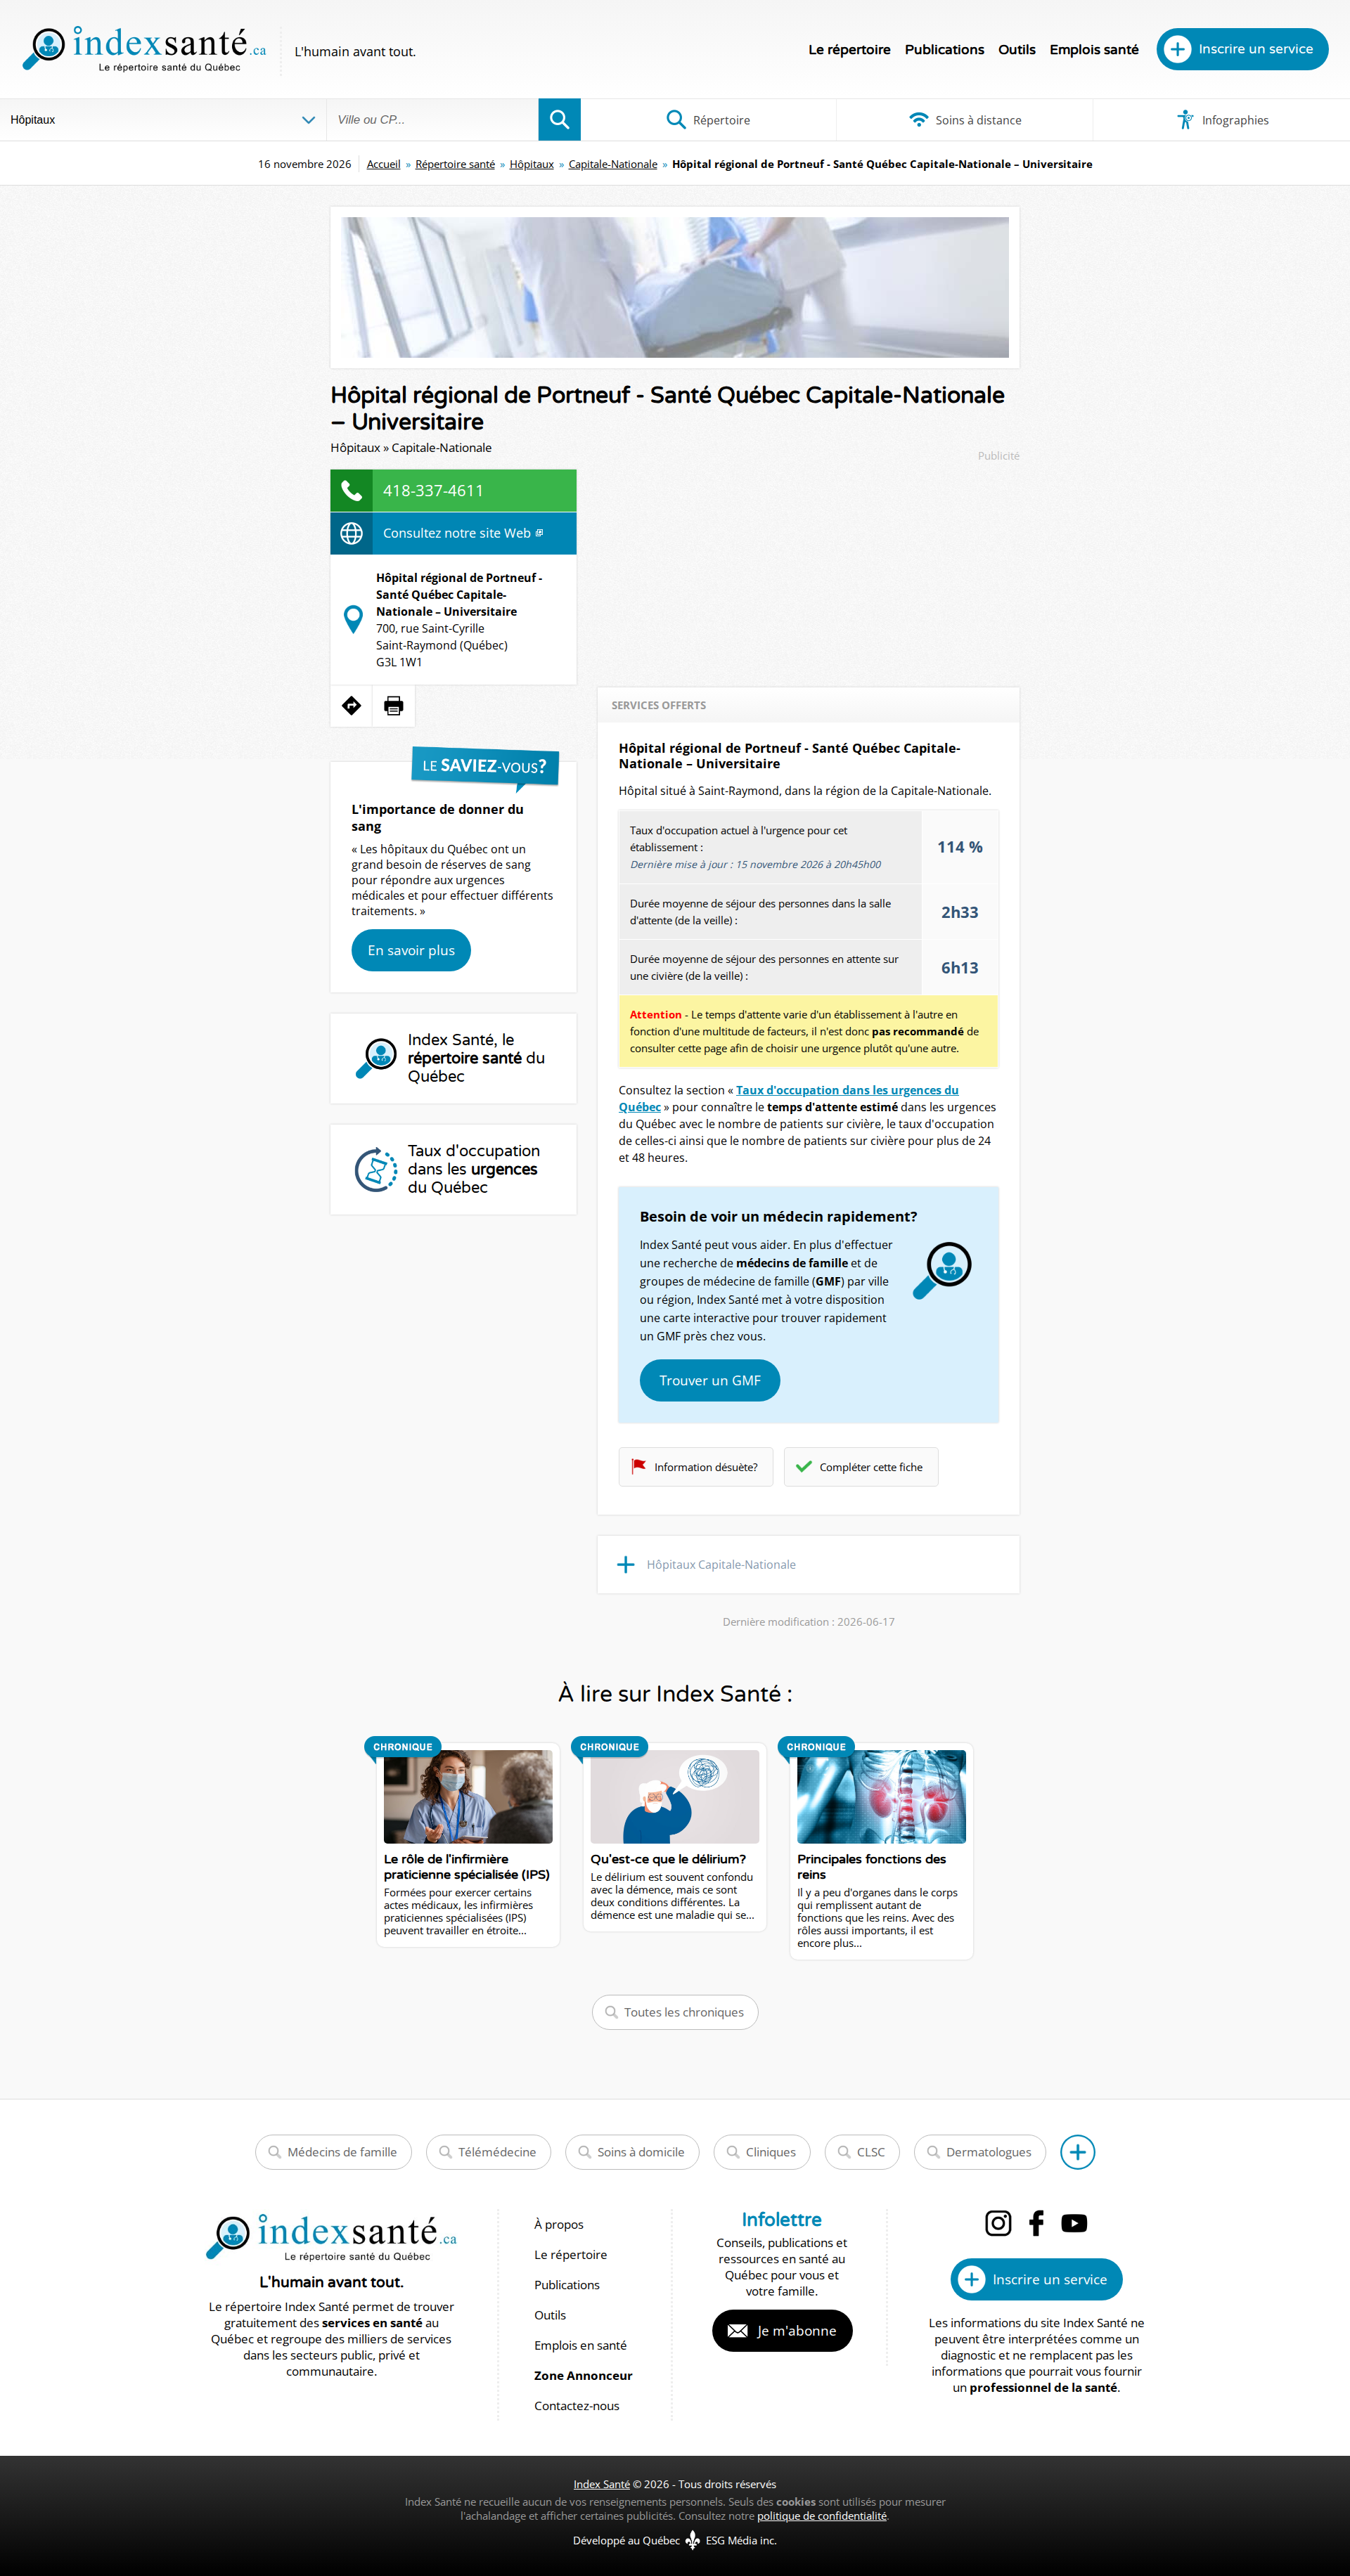 indexsanté.ca
Le répertoire santé du Québec
L'humain avant tout.
Le répertoire
Publications
Outils
Emplois santé
Inscrire un service
Hôpitaux
Ville ou CP...
Répertoire
Soins à distance
Infographies
16 novembre 2026
Accueil » Répertoire santé » Hôpitaux » Capitale-Nationale » Hôpital régional de Portneuf - Santé Québec Capitale-Nationale – Universitaire
Hôpital régional de Portneuf - Santé Québec Capitale-Nationale
– Universitaire
Hôpitaux » Capitale-Nationale
Publicité
418-337-4611
Consultez notre site Web
Hôpital régional de Portneuf -
Santé Québec Capitale-
Nationale – Universitaire
700, rue Saint-Cyrille
Saint-Raymond (Québec)
G3L 1W1
LE SAVIEZ-VOUS?
L'importance de donner du
sang
« Les hôpitaux du Québec ont un
grand besoin de réserves de sang
pour répondre aux urgences
médicales et pour effectuer différents
traitements. »
En savoir plus
Index Santé, le
répertoire santé du
Québec
Taux d'occupation
dans les urgences
du Québec
SERVICES OFFERTS
Hôpital régional de Portneuf - Santé Québec Capitale-
Nationale – Universitaire
Hôpital situé à Saint-Raymond, dans la région de la Capitale-Nationale.
Taux d'occupation actuel à l'urgence pour cet
établissement :
Dernière mise à jour : 15 novembre 2026 à 20h45h00
114 %
Durée moyenne de séjour des personnes dans la salle
d'attente (de la veille) :
2h33
Durée moyenne de séjour des personnes en attente sur
une civière (de la veille) :
6h13
Attention - Le temps d'attente varie d'un établissement à l'autre en
fonction d'une multitude de facteurs, il n'est donc pas recommandé de
consulter cette page afin de choisir une urgence plutôt qu'une autre.
Consultez la section « Taux d'occupation dans les urgences du
Québec » pour connaître le temps d'attente estimé dans les urgences
du Québec avec le nombre de patients sur civière, le taux d'occupation
de celles-ci ainsi que le nombre de patients sur civière pour plus de 24
et 48 heures.
Besoin de voir un médecin rapidement?
Index Santé peut vous aider. En plus d'effectuer
une recherche de médecins de famille et de
groupes de médecine de famille (GMF) par ville
ou région, Index Santé met à votre disposition
une carte interactive pour trouver rapidement
un GMF près chez vous.
Trouver un GMF
Information désuète?
Compléter cette fiche
Hôpitaux Capitale-Nationale
Dernière modification : 2026-06-17
À lire sur Index Santé :
CHRONIQUE
Le rôle de l'infirmière
praticienne spécialisée (IPS)
Formées pour exercer certains
actes médicaux, les infirmières
praticiennes spécialisées (IPS)
peuvent travailler en étroite...
CHRONIQUE
Qu'est-ce que le délirium?
Le délirium est souvent confondu
avec la démence, mais ce sont
deux conditions différentes. La
démence est une maladie qui se...
CHRONIQUE
Principales fonctions des
reins
Il y a peu d'organes dans le corps
qui remplissent autant de
fonctions que les reins. Avec des
rôles aussi importants, il est
encore plus...
Toutes les chroniques
Médecins de famille
Télémédecine
Soins à domicile
Cliniques
CLSC
Dermatologues
indexsanté.ca
Le répertoire santé du Québec
L'humain avant tout.
Le répertoire Index Santé permet de trouver
gratuitement des services en santé au
Québec et regroupe des milliers de services
dans les secteurs public, privé et
communautaire.
À propos
Le répertoire
Publications
Outils
Emplois en santé
Zone Annonceur
Contactez-nous
Infolettre
Conseils, publications et
ressources en santé au
Québec pour vous et
votre famille.
Je m'abonne
Inscrire un service
Les informations du site Index Santé ne
peuvent être interprétées comme un
diagnostic et ne remplacent pas les
informations que pourrait vous fournir
un professionnel de la santé.
Index Santé © 2026 - Tous droits réservés
Index Santé ne recueille aucun de vos renseignements personnels. Seuls des cookies sont utilisés pour mesurer
l'achalandage et afficher certaines publicités. Consultez notre politique de confidentialité.
Développé au Québec ESG Média inc.